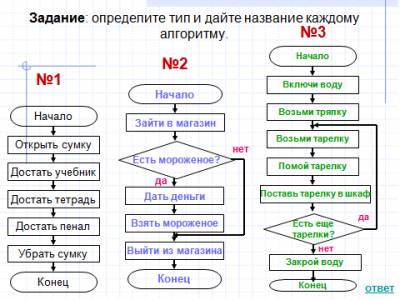 Задание: определите тип и дайте название каждому
алгоритму.
№1
Начало
Открыть сумку
Достать учебник
Достать тетрадь
Достать пенал
Убрать сумку
Конец
№2
Начало
Зайти в магазин
Есть мороженое?
нет
да
Дать деньги
Взять мороженое
Выйти из магазина
Конец
№3
Начало
Включи воду
Возьми тряпку
Возьми тарелку
Помой тарелку
Поставь тарелку в шкаф
Есть еще
тарелки?
да
нет
Закрой воду
Конец
ответ